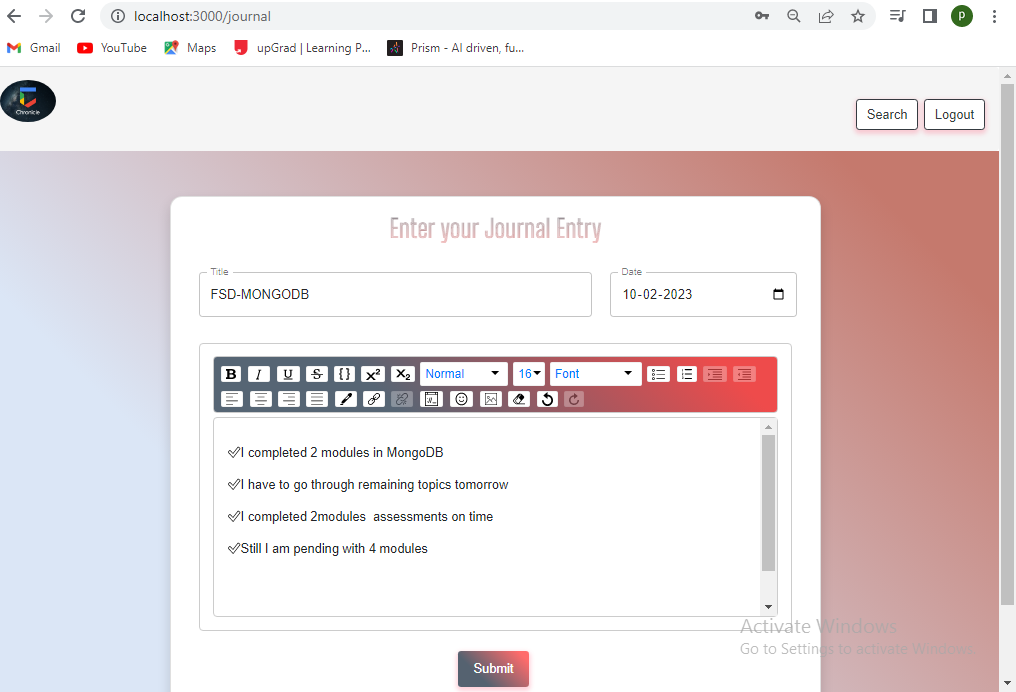 localhost:3000/journal
P
Gmail YouTube Maps upGrad | Learning P... Prism - AI driven, fu...
Chronicle
Search Logout
Enter your Journal Entry
Title Date
FSD-MONGODB 10-02-2023
B I U S {} X² X₂ Normal 16 Font
✅I completed 2 modules in MongoDB
✅I have to go through remaining topics tomorrow
✅I completed 2modules  assessments on time
✅Still I am pending with 4 modules
Activate Windows
Go to Settings to activate Windows.
Submit